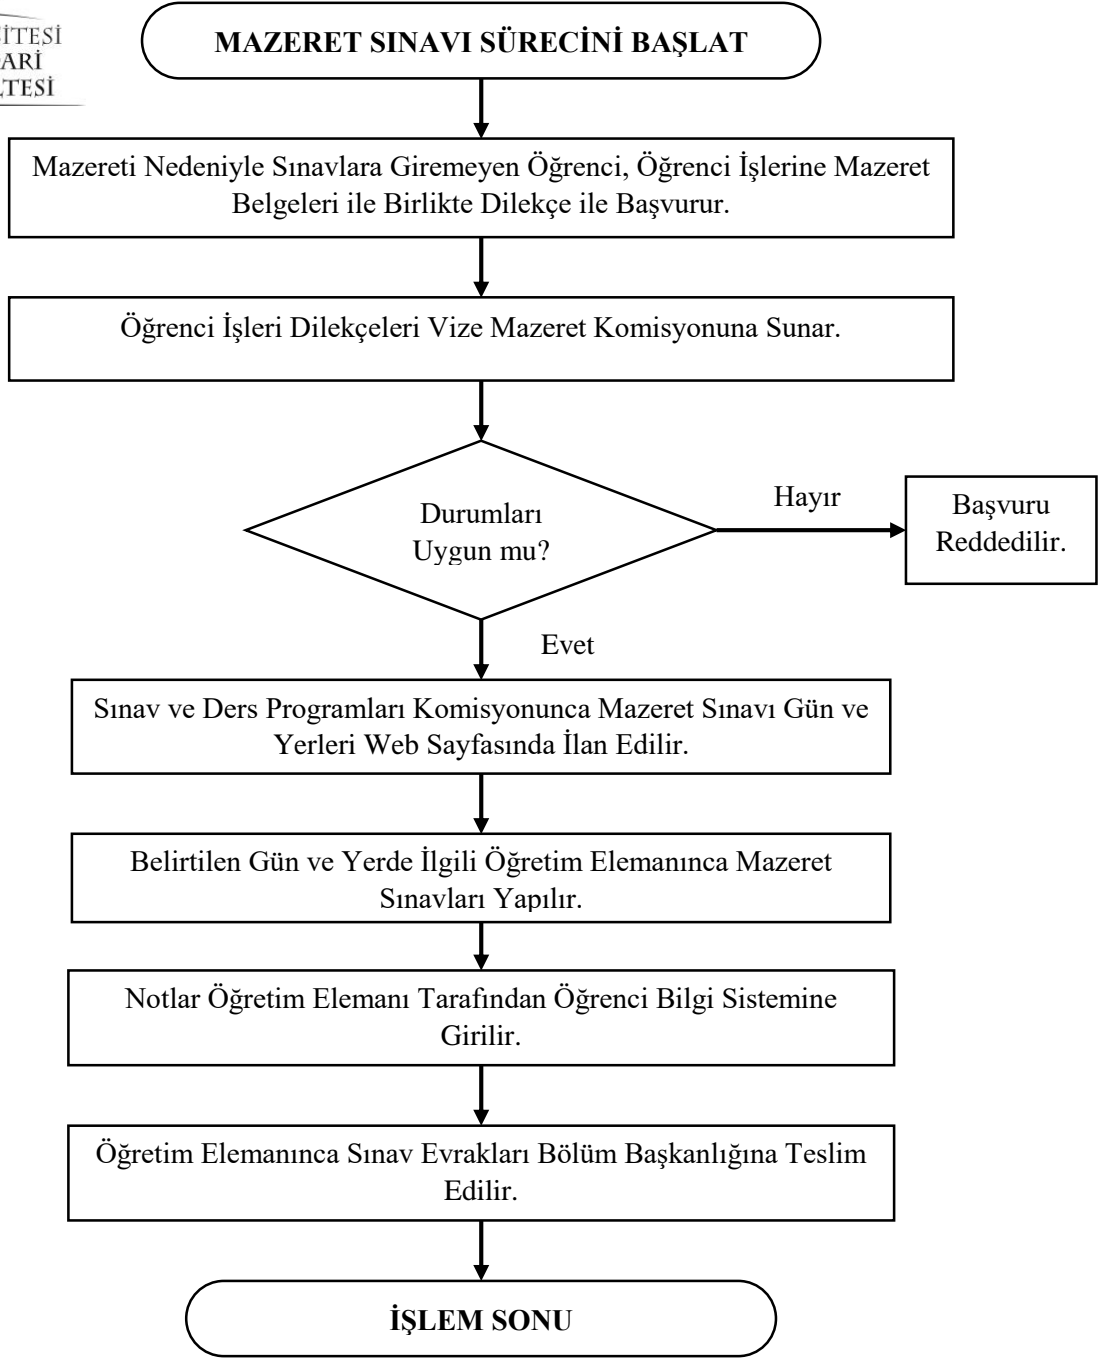 MAZERET SINAVI SÜRECİNİ BAŞLAT
Mazereti Nedeniyle Sınavlara Giremeyen Öğrenci, Öğrenci İşlerine Mazeret
Belgeleri ile Birlikte Dilekçe ile Başvurur.
Öğrenci İşleri Dilekçeleri Vize Mazeret Komisyonuna Sunar.
Durumları
Uygun mu?
Hayır
Başvuru
Reddedilir.
Evet
Sınav ve Ders Programları Komisyonunca Mazeret Sınavı Gün ve
Yerleri Web Sayfasında İlan Edilir.
Belirtilen Gün ve Yerde İlgili Öğretim Elemanınca Mazeret
Sınavları Yapılır.
Notlar Öğretim Elemanı Tarafından Öğrenci Bilgi Sistemine
Girilir.
Öğretim Elemanınca Sınav Evrakları Bölüm Başkanlığına Teslim
Edilir.
İŞLEM SONU